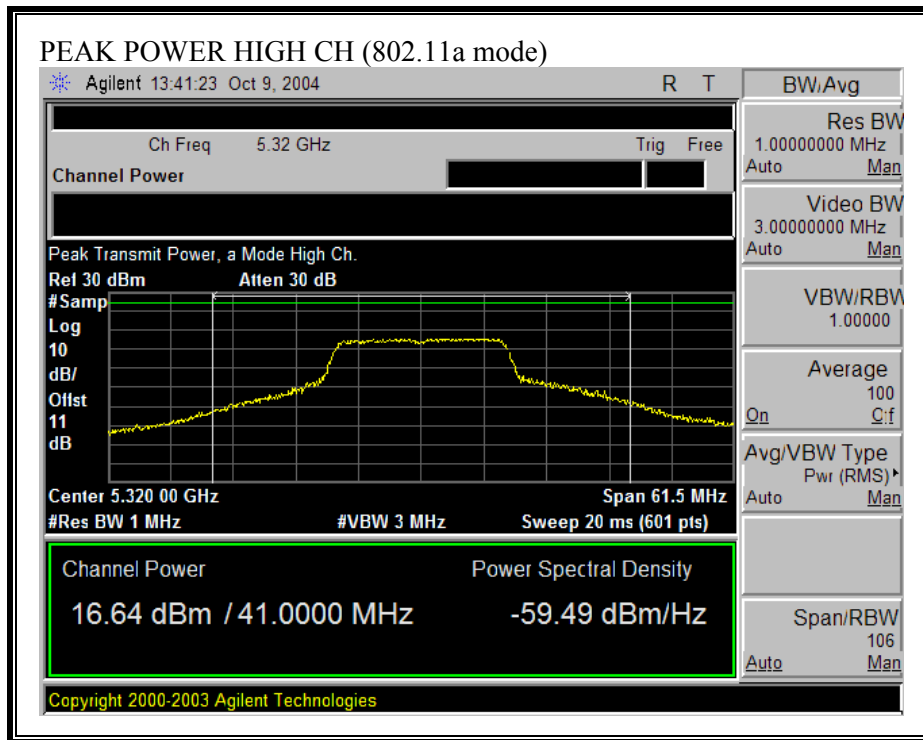 PEAK POWER HIGH CH (802.11a mode)
Agilent 13:41:23 Oct 9, 2004 R T
BW/Avg
Ch Freq 5.32 GHz Trig Free
Channel Power
Res BW
1.00000000 MHz
Auto Man
Video BW
3.00000000 MHz
Auto Man
Peak Transmit Power, a Mode High Ch.
Ref 30 dBm Atten 30 dB
#Samp
Log
10
dB/
Offst
11
dB
VBW/RBW
1.00000
Average
100
On Off
Avg/VBW Type
Pwr (RMS)
Auto Man
Center 5.320 00 GHz Span 61.5 MHz
#Res BW 1 MHz #VBW 3 MHz Sweep 20 ms (601 pts)
Channel Power Power Spectral Density
16.64 dBm / 41.0000 MHz -59.49 dBm/Hz
Span/RBW
106
Auto Man
Copyright 2000-2003 Agilent Technologies